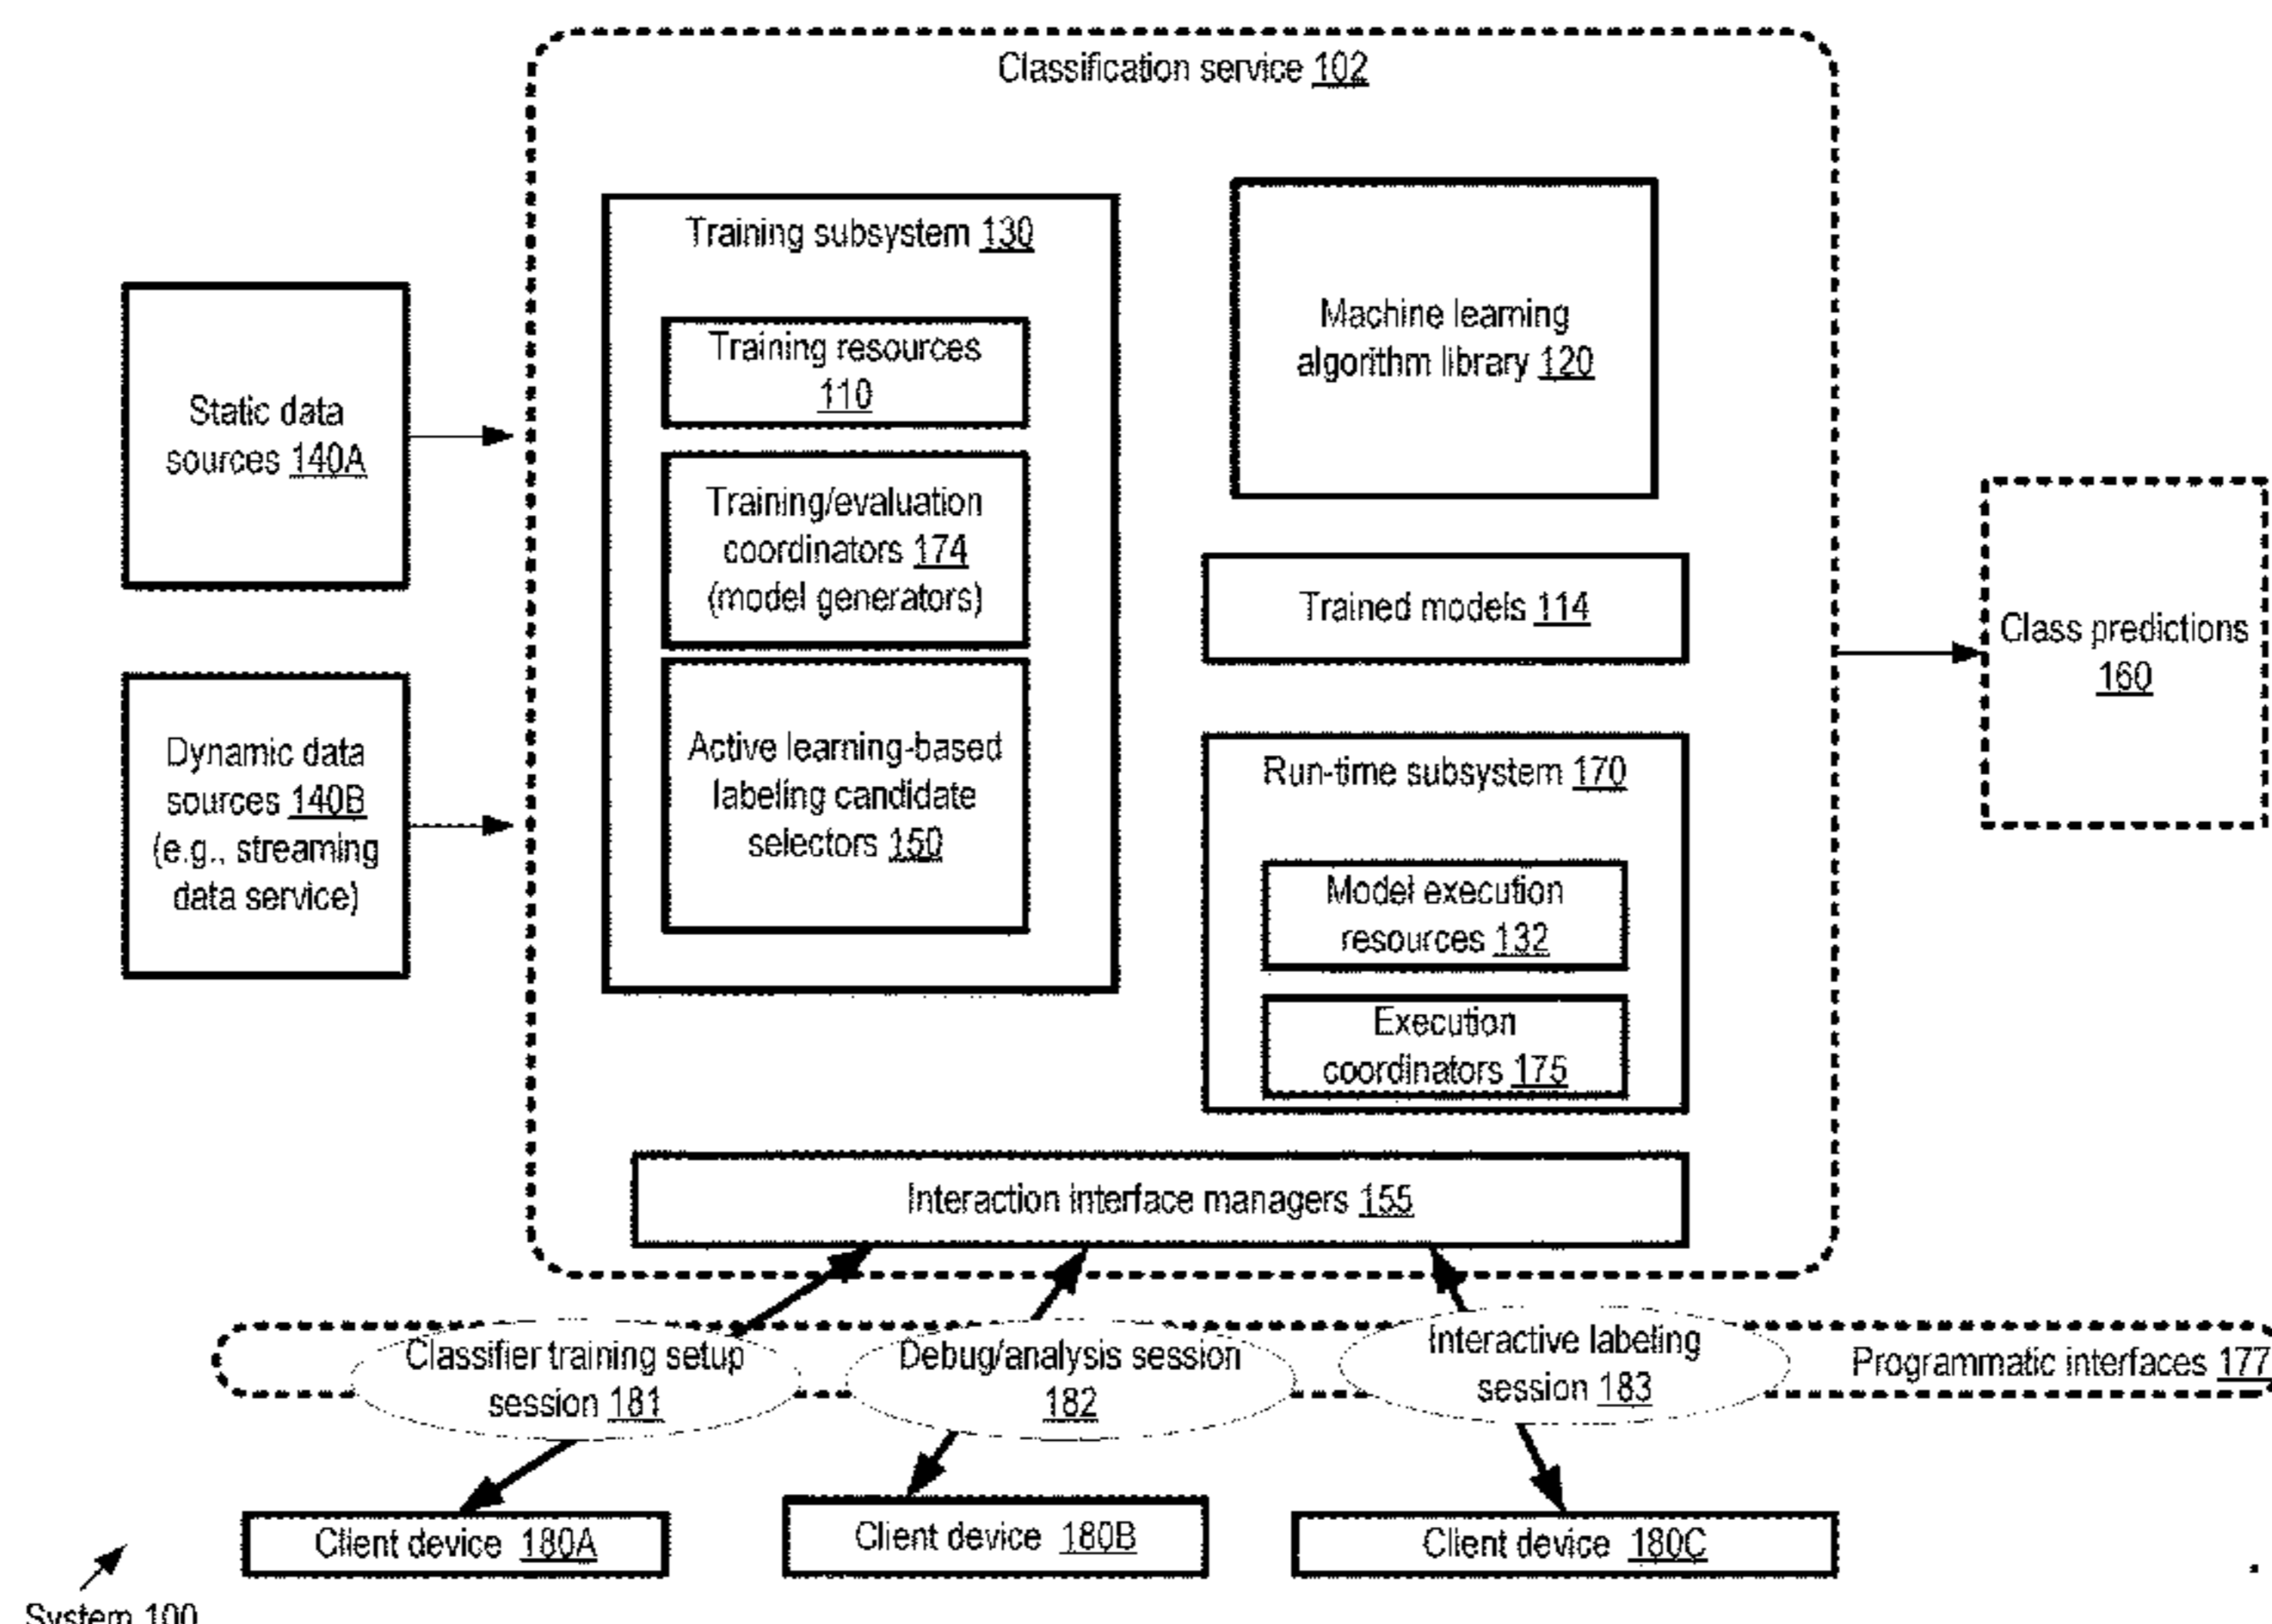 Classification service 102
Training subsystem 130
Training resources
110
Training/evaluation
coordinators 174
(model generators)
Active learning-based
labeling candidate
selectors 150
Machine learning
algorithm library 120
Trained models 114
Run-time subsystem 170
Model execution
resources 132
Execution
coordinators 175
Static data
sources 140A
Dynamic data
sources 140B
(e.g., streaming
data service)
Class predictions
160
Interaction interface managers 155
Classifier training setup
session 181
Debug/analysis session
182
Interactive labeling
session 183
Programmatic interfaces 177
Client device 180A
Client device 180B
Client device 180C
System 100